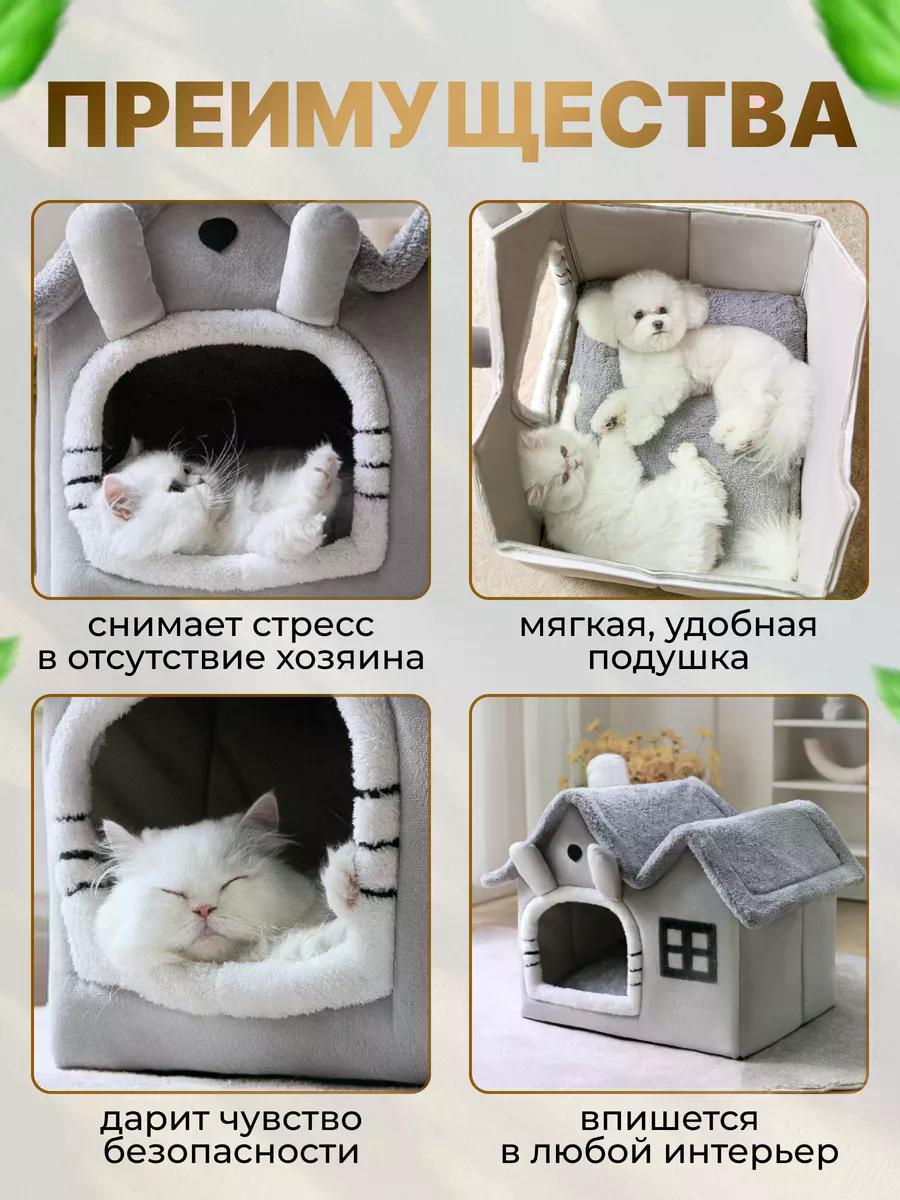 ПРЕИМУЩЕСТВА
снимает стресс
в отсутствие хозяина
мягкая, удобная
подушка
дарит чувство
безопасности
впишется
в любой интерьер